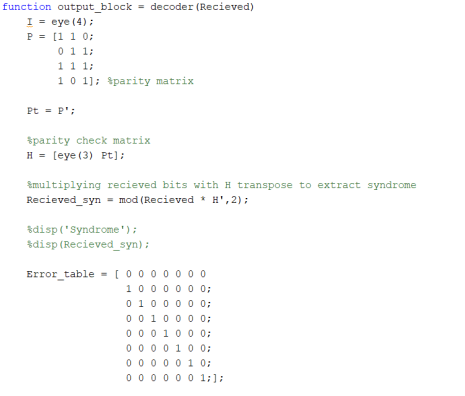 function output_block = decoder(Recieved)
I = eye(4);
P = [1 1 0;
0 1 1;
1 1 1;
1 0 1]; %parity matrix
Pt = P';
%parity check matrix
H = [eye(3) Pt];
%multiplying recieved bits with H transpose to extract syndrome
Recieved_syn = mod(Recieved * H',2);
%disp('Syndrome');
%disp(Recieved_syn);
Error_table = [ 0 0 0 0 0 0 0
1 0 0 0 0 0 0;
0 1 0 0 0 0 0;
0 0 1 0 0 0 0;
0 0 0 1 0 0 0;
0 0 0 0 1 0 0;
0 0 0 0 0 1 0;
0 0 0 0 0 0 1;];